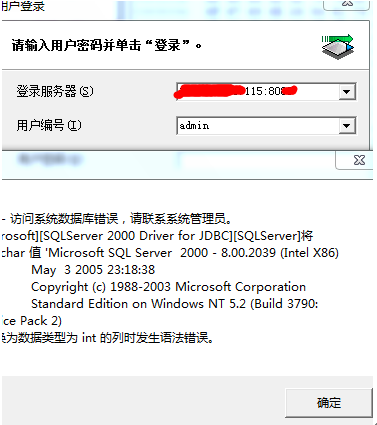 用户登录
请输入用户密码并单击“登录”。
登录服务器(S)
115:808
用户编号(I)
admin
- 访问系统数据库错误，请联系系统管理员。
rosoft][SQLServer 2000 Driver for JDBC][SQLServer]将
char 值 'Microsoft SQL Server  2000 - 8.00.2039 (Intel X86)
May  3 2005 23:18:38
Copyright (c) 1988-2003 Microsoft Corporation
Standard Edition on Windows NT 5.2 (Build 3790:
ice Pack 2)
为数据类型为 int 的列时发生语法错误。
确定